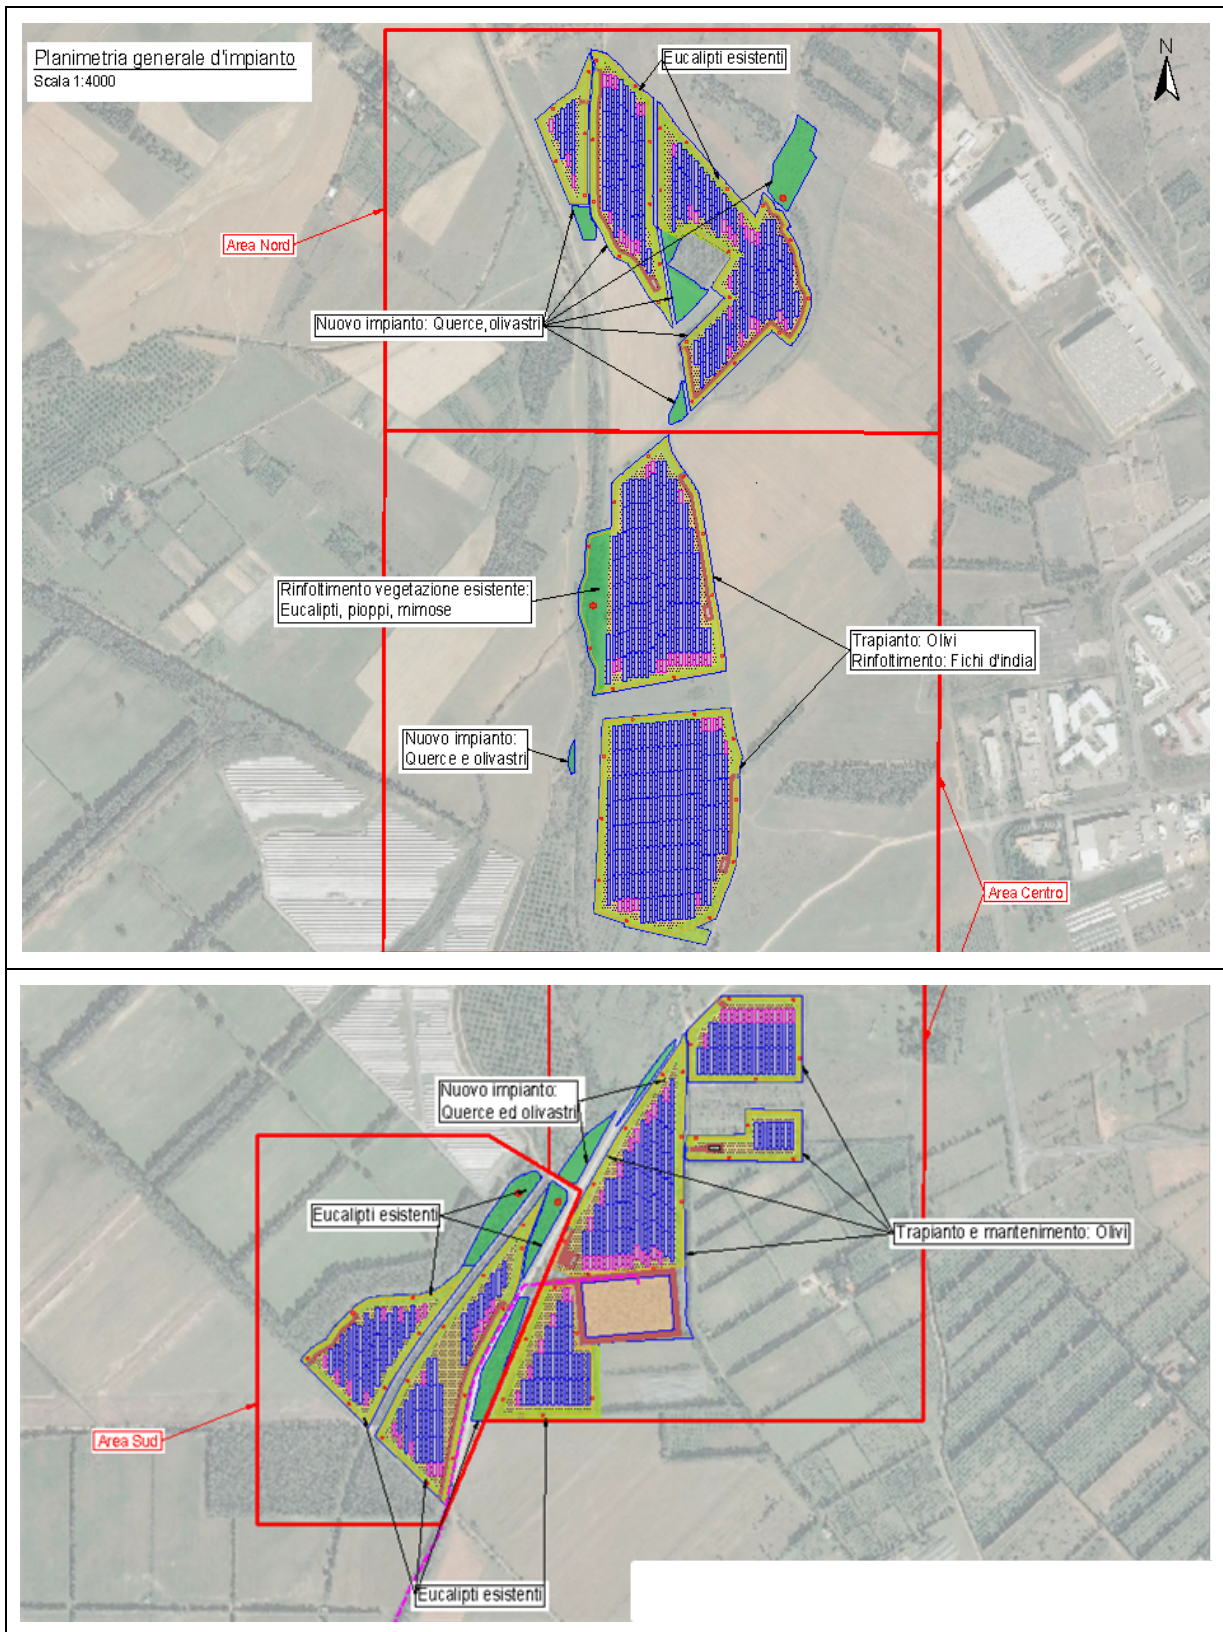 Planimetria generale d'impianto
Scala 1:4000
N
Eucalipti esistenti
Area Nord
Nuovo impianto: Querce,olivastri
Rinfoltimento vegetazione esistente:
Eucalipti, pioppi, mimose
Trapianto: Olivi
Rinfoltimento: Fichi d'india
Nuovo impianto:
Querce e olivastri
Area Centro
Nuovo impianto:
Querce ed olivastri
Eucalipti esistenti
Trapianto e mantenimento: Olivi
Area Sud
Eucalipti esistenti